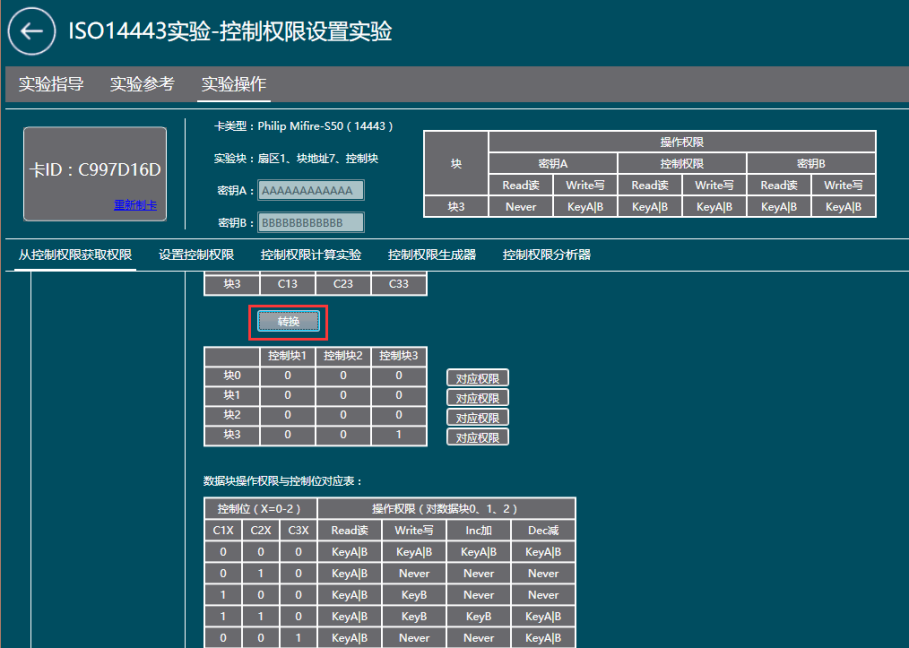 ISO14443实验-控制权限设置实验
实验指导 实验参考 实验操作
卡ID：C997D16D
重新制卡
卡类型：Philip Mifire-S50（14443）
实验块：扇区1、块地址7、控制块
密钥A： AAAAAAAAAAAA
密钥B： BBBBBBBBBBBB
块 操作权限
密钥A 控制权限 密钥B
Read读 Write写 Read读 Write写 Read读 Write写
块3 Never KeyA|B KeyA|B KeyA|B KeyA|B KeyA|B
从控制权限获取权限 设置控制权限 控制权限计算实验 控制权限生成器 控制权限分析器
块3 C13 C23 C33
转换
控制块1 控制块2 控制块3
块0 0 0 0 对应权限
块1 0 0 0 对应权限
块2 0 0 0 对应权限
块3 0 0 1 对应权限
数据块操作权限与控制位对应表：
控制位（X=0-2） 操作权限（对数据块0、1、2）
C1X C2X C3X Read读 Write写 Inc加 Dec减
0 0 0 KeyA|B KeyA|B KeyA|B KeyA|B
0 1 0 KeyA|B Never Never Never
1 0 0 KeyA|B KeyB Never Never
1 1 0 KeyA|B KeyB KeyB KeyA|B
0 0 1 KeyA|B Never Never KeyA|B